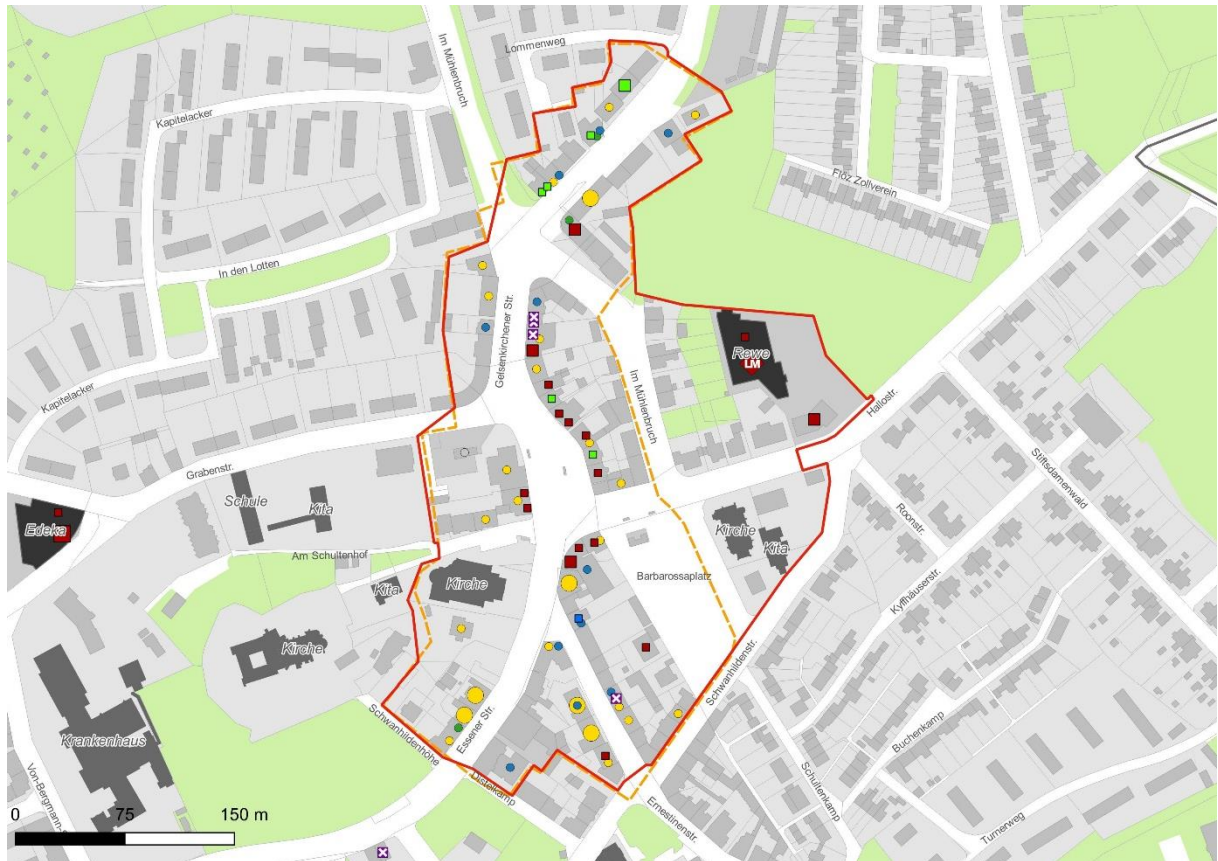 Lommenweg
Im Mühlenbruch
Kapitelacker
Flöz Zollverein
In den Lotten
Gelsenkirchener Str.
Rewe
LM
Im Mühlenbruch
Hallostr.
Kapitelacker
Grabenstr.
Schule
Kita
Stiftsdamenwald
Edeka
Roonstr.
Kirche
Kita
Am Schultenhof
Kita
Kirche
Barbarossaplatz
Kyffhäuserstr.
Kirche
Schwanhildenstr.
Krankenhaus
Schwanhildenhöhe
Essener Str.
Buchenkamp
Von-Bergmann-
Distelkamp
Schultenkamp
Ernestinenstr.
Turnerweg
0 75 150 m